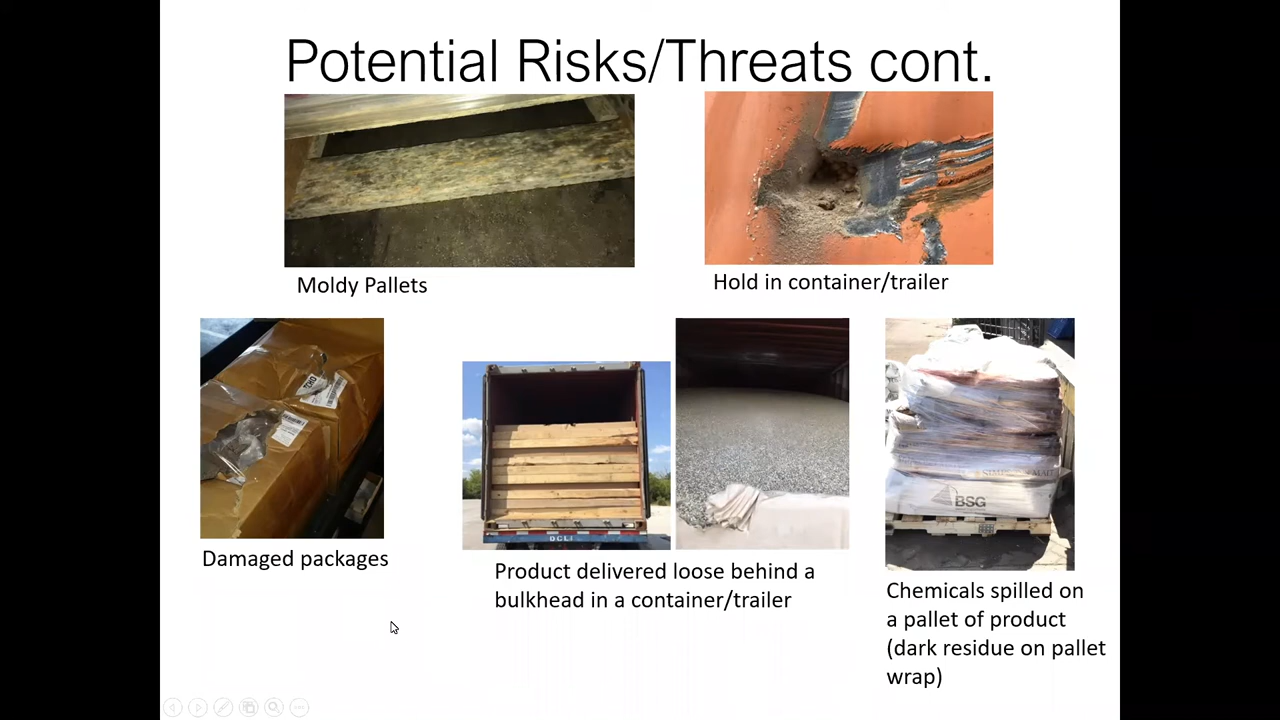 Potential Risks/Threats cont.
Moldy Pallets
Hold in container/trailer
DCLI
BSG
Damaged packages
Product delivered loose behind a
bulkhead in a container/trailer
Chemicals spilled on
a pallet of product
(dark residue on pallet
wrap)